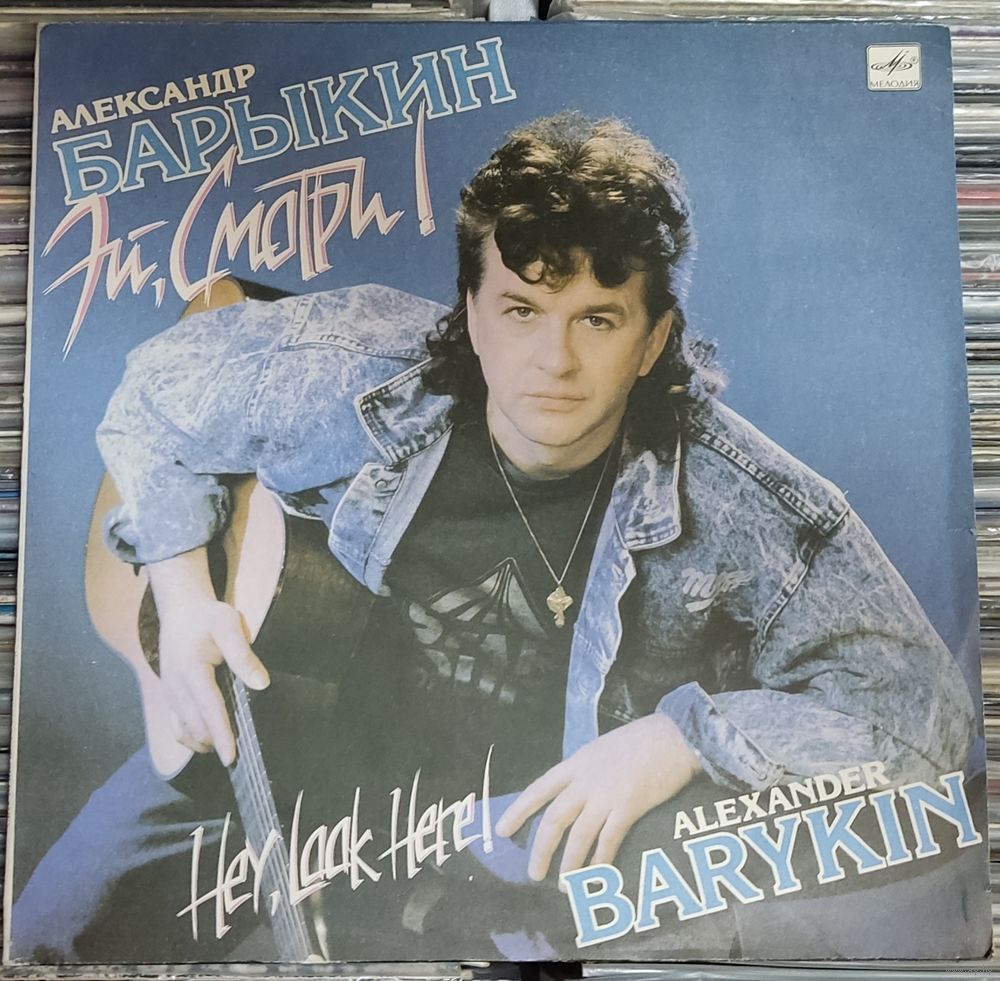 АЛЕКСАНДР
БАРЫКИН
Эй, Смотри!
МЕЛОДИЯ
Hey, Look Here!
ALEXANDER
BARYKIN